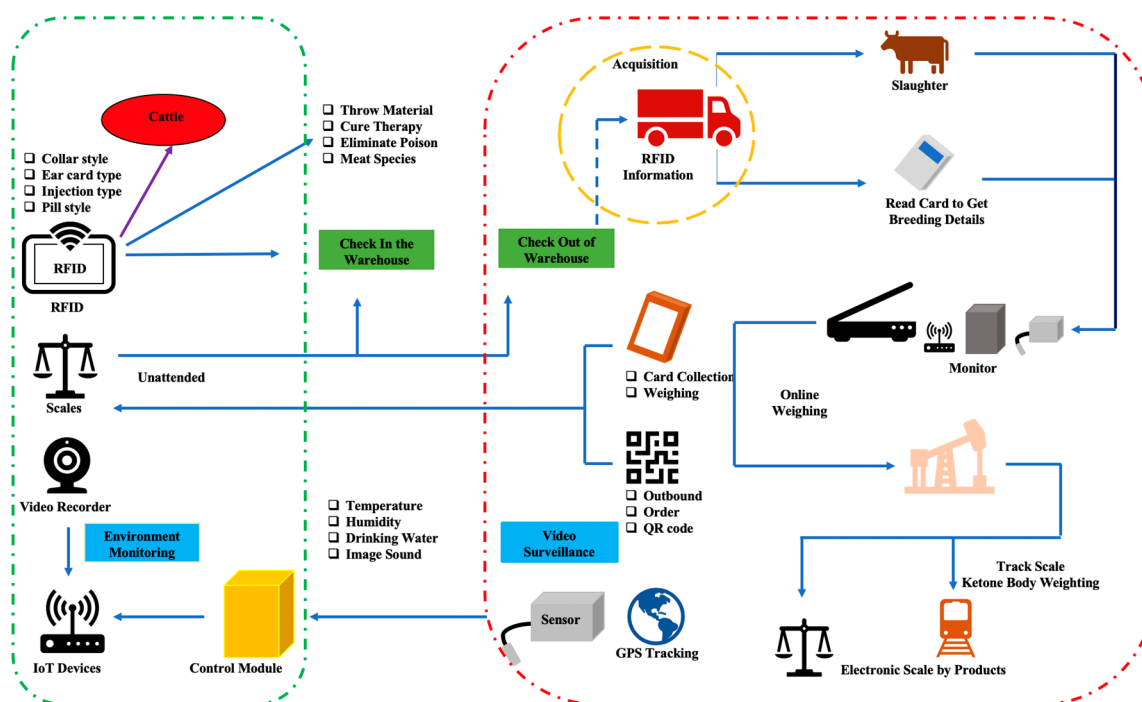 Cattle
Collar style
Ear card type
Injection type
Pill style
RFID
RFID
Throw Material
Cure Therapy
Eliminate Poison
Meat Species
Check In the
Warehouse
Scales
Unattended
Video Recorder
Environment
Monitoring
IoT Devices
Control Module
Temperature
Humidity
Drinking Water
Image Sound
Acquisition
RFID
Information
Slaughter
Read Card to Get
Breeding Details
Check Out of
Warehouse
Card Collection
Weighing
Outbound
Order
QR code
Online
Weighing
Monitor
Video
Surveillance
Sensor
GPS Tracking
Track Scale
Ketone Body Weighting
Electronic Scale by Products